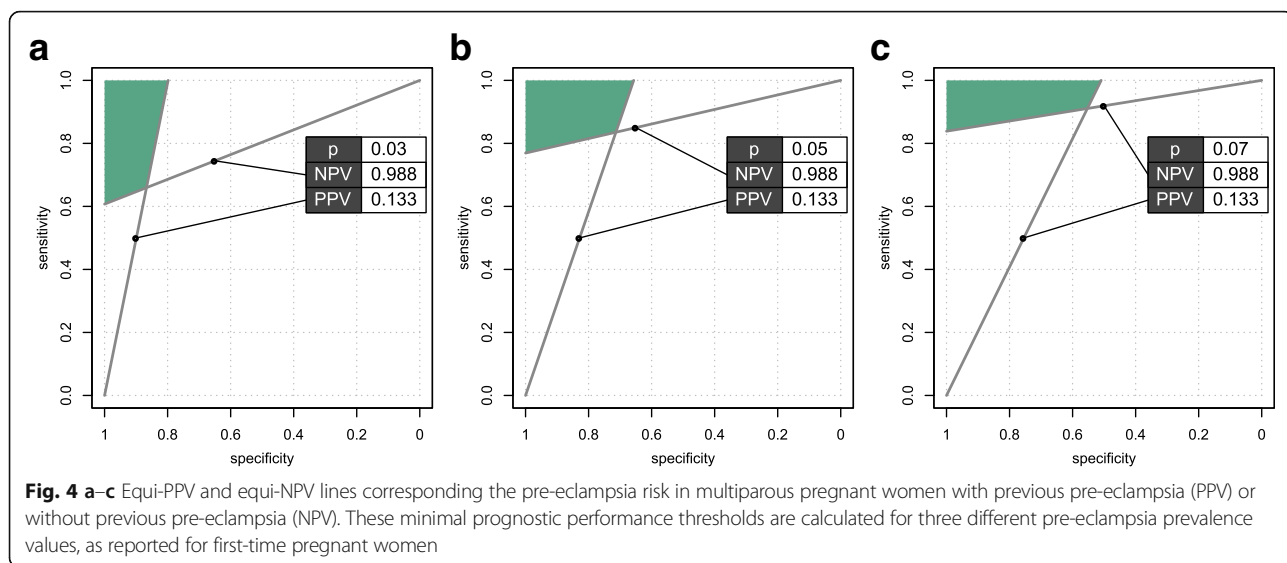 a
1.0
0.8
0.6
0.4
0.2
0.0
sensitivity
p 0.03
NPV 0.988
PPV 0.133
1 0.8 0.6 0.4 0.2 0
specificity
b
1.0
0.8
0.6
0.4
0.2
0.0
sensitivity
p 0.05
NPV 0.988
PPV 0.133
1 0.8 0.6 0.4 0.2 0
specificity
c
1.0
0.8
0.6
0.4
0.2
0.0
sensitivity
p 0.07
NPV 0.988
PPV 0.133
1 0.8 0.6 0.4 0.2 0
specificity
Fig. 4 a–c Equi-PPV and equi-NPV lines corresponding the pre-eclampsia risk in multiparous pregnant women with previous pre-eclampsia (PPV) or
without previous pre-eclampsia (NPV). These minimal prognostic performance thresholds are calculated for three different pre-eclampsia prevalence
values, as reported for first-time pregnant women